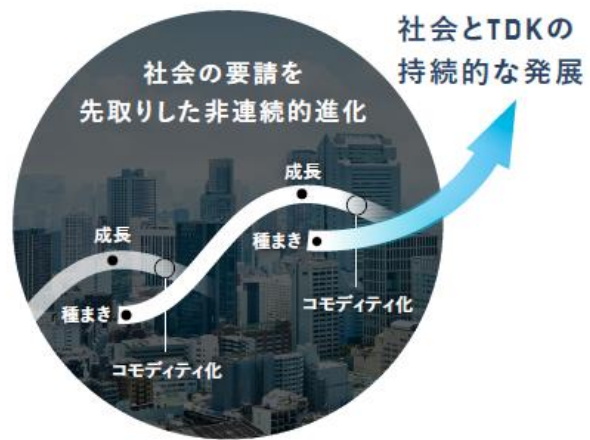 社会とTDKの
持続的な発展
社会の要請を
先取りした非連続的進化
成長
種まき
コモディティ化
成長
種まき
コモディティ化